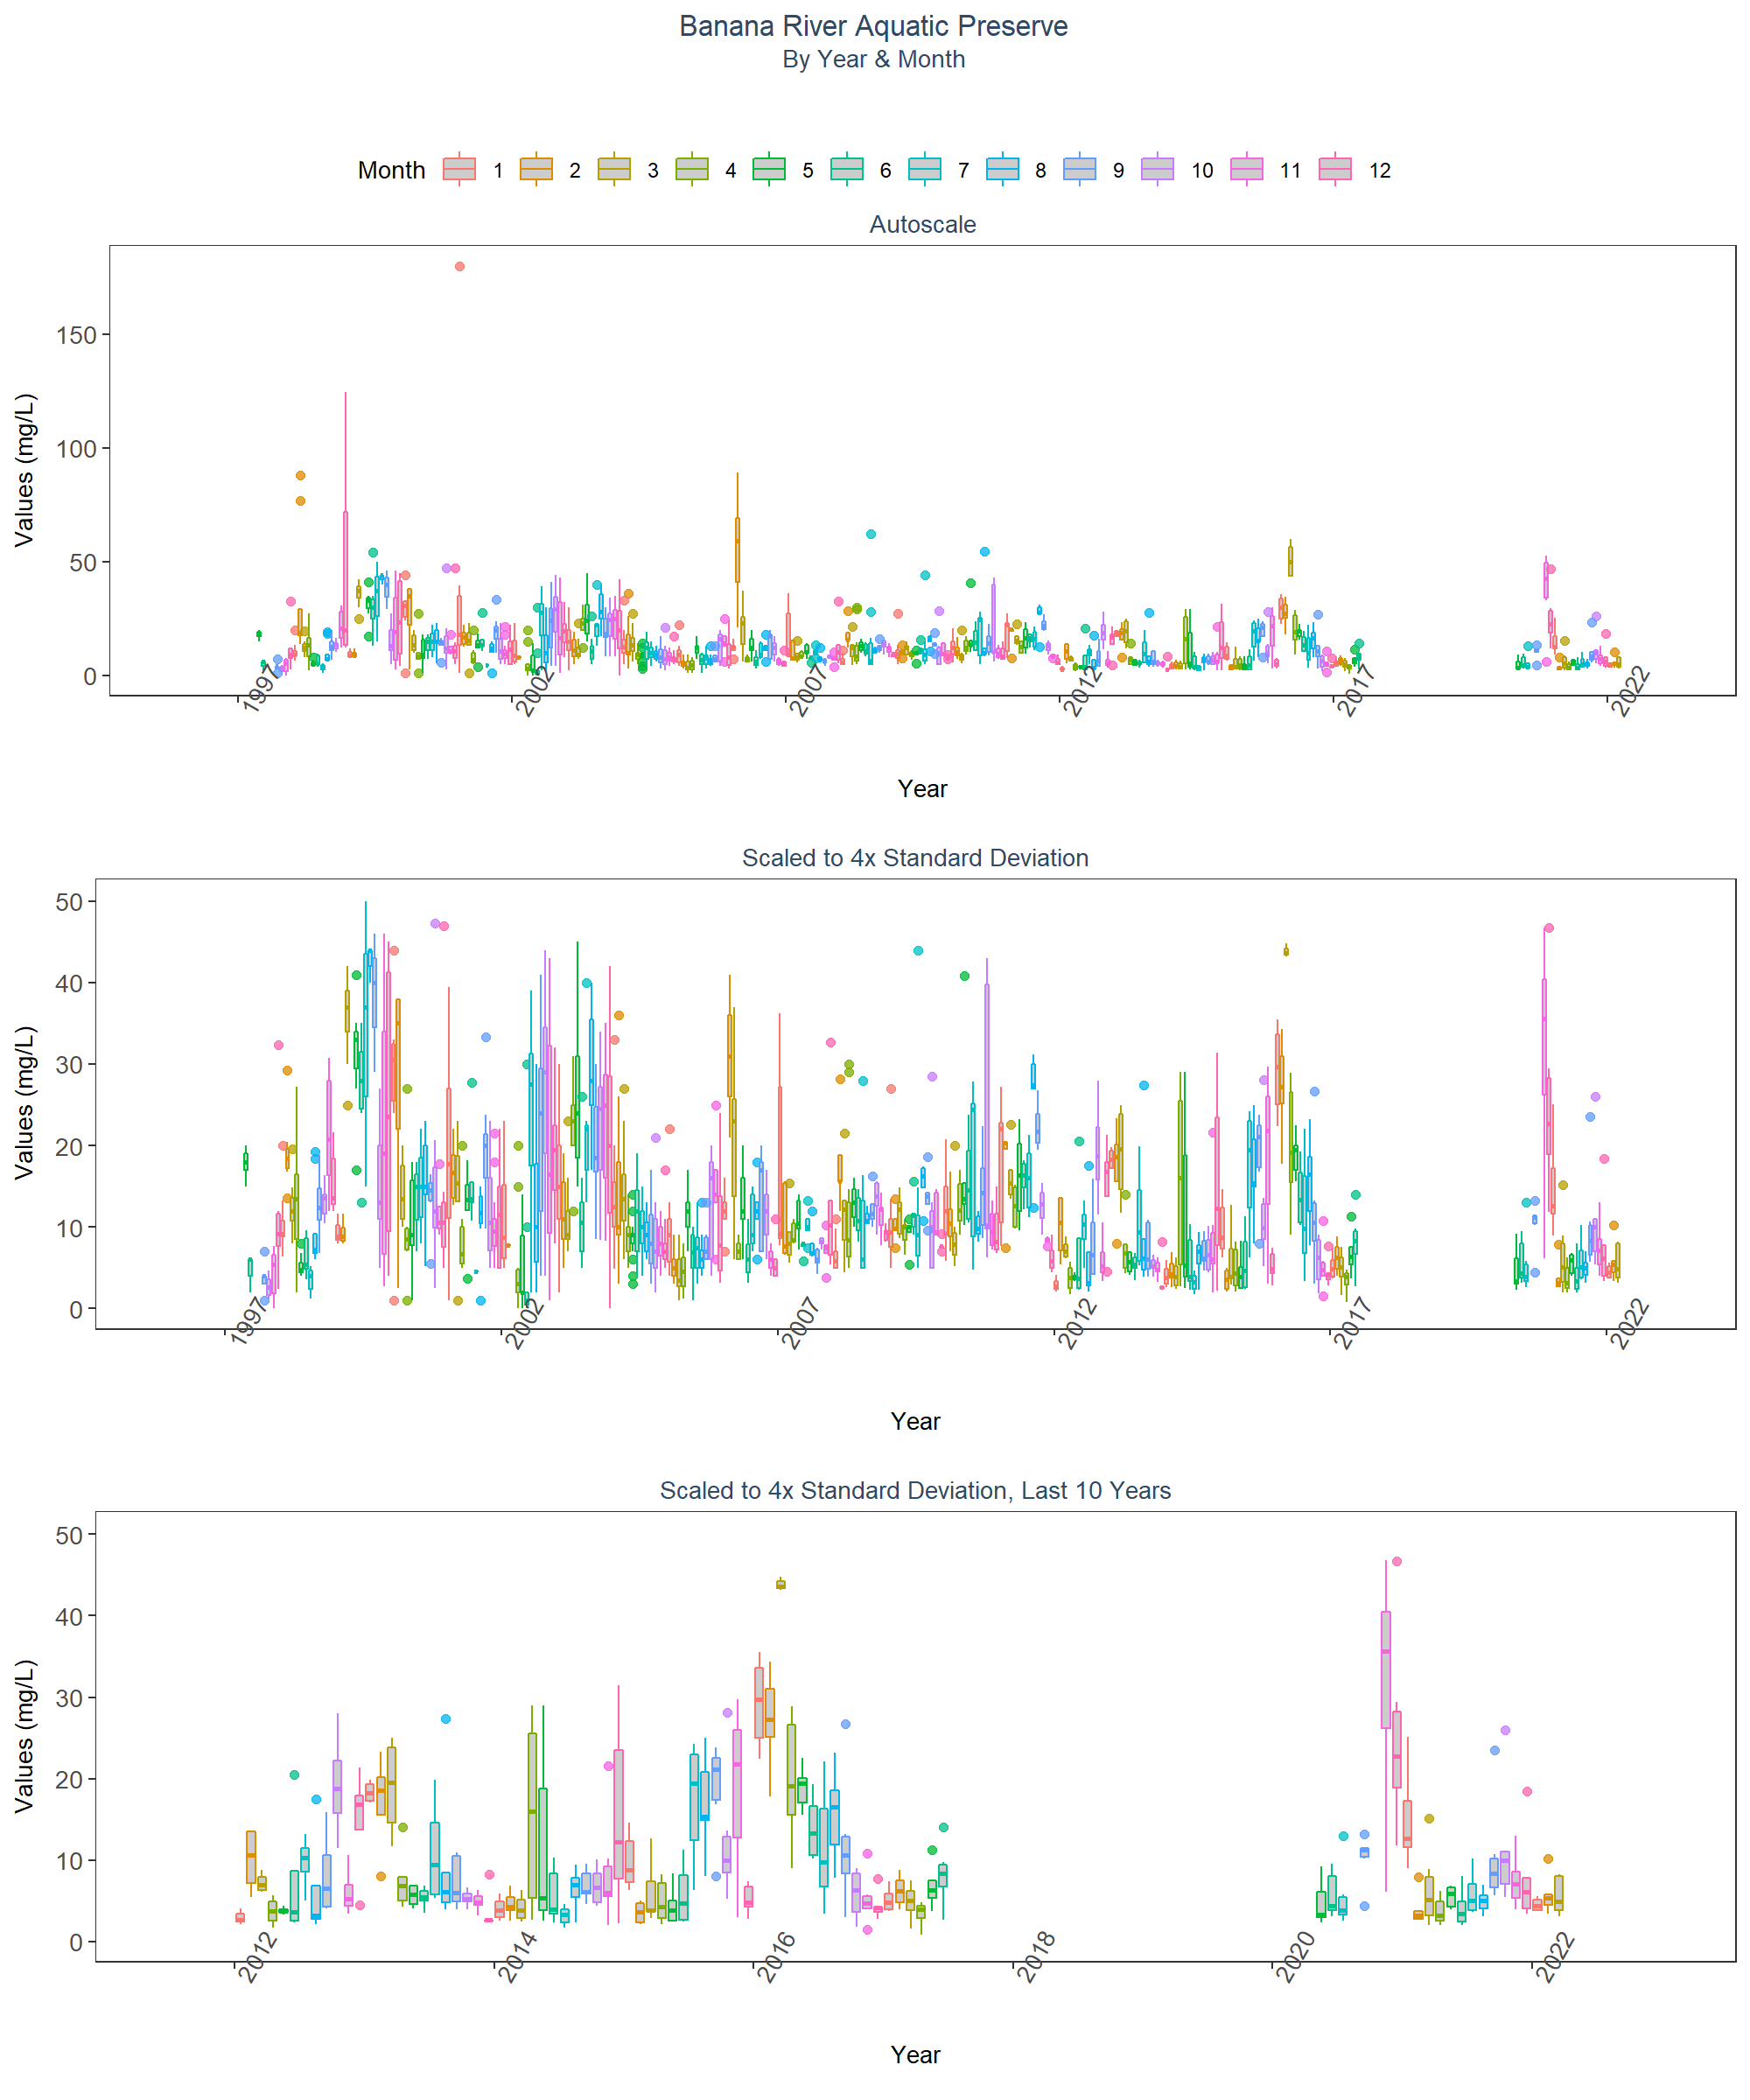 Banana River Aquatic Preserve
By Year & Month
Month 1 2 3 4 5 6 7 8 9 10 11 12
Autoscale
Values (mg/L)
150
100
50
0
1997 2002 2007 2012 2017 2022
Year
Scaled to 4x Standard Deviation
Values (mg/L)
50
40
30
20
10
0
1997 2002 2007 2012 2017 2022
Year
Scaled to 4x Standard Deviation, Last 10 Years
Values (mg/L)
50
40
30
20
10
0
2012 2014 2016 2018 2020 2022
Year